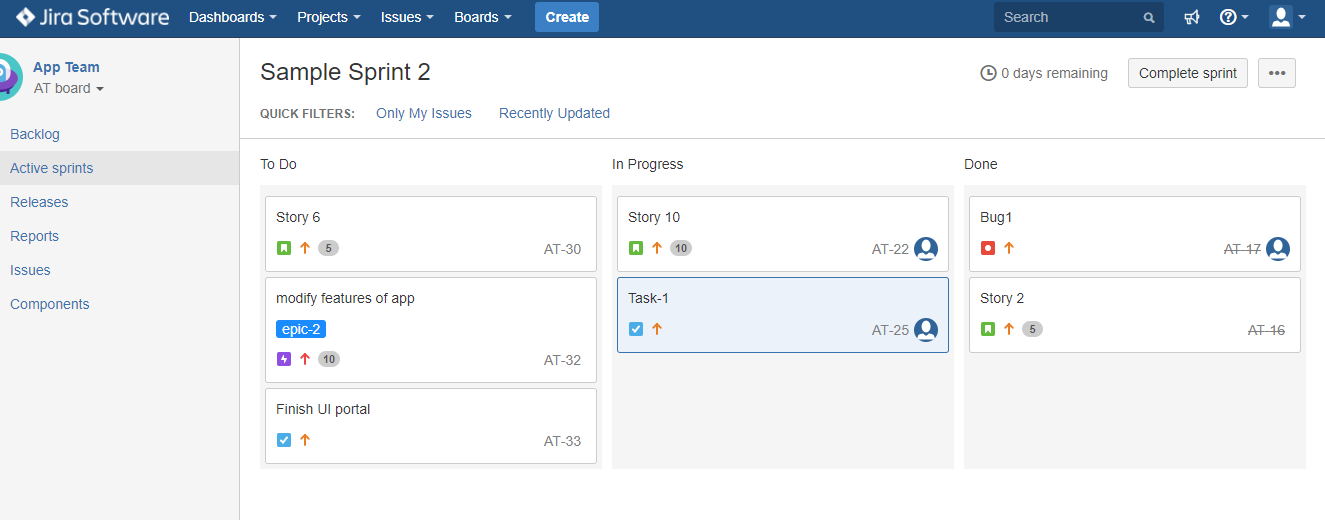 Jira Software Dashboards Projects Issues Boards Create Search
App Team
AT board
Backlog
Active sprints
Releases
Reports
Issues
Components
Sample Sprint 2
0 days remaining Complete sprint
QUICK FILTERS: Only My Issues Recently Updated
To Do
Story 6
5 AT-30
modify features of app
epic-2
10 AT-32
Finish UI portal
AT-33
In Progress
Story 10
10 AT-22
Task-1
AT-25
Done
Bug1
AT-17
Story 2
5 AT-16